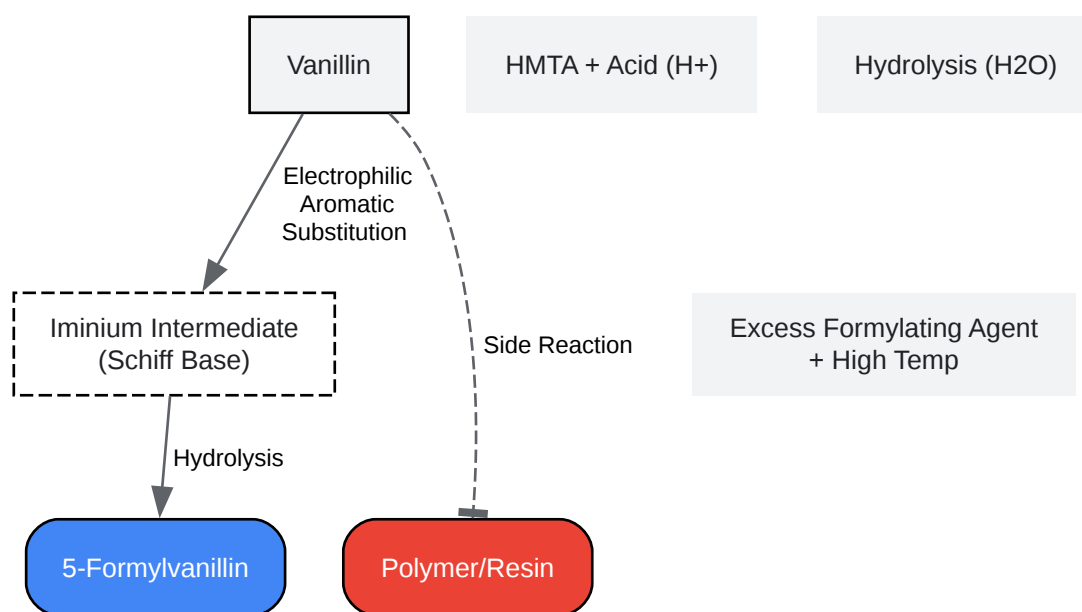 Vanillin
HMTA + Acid (H+)
Hydrolysis (H2O)
Electrophilic
Aromatic
Substitution
Iminium Intermediate
(Schiff Base)
Side Reaction
Excess Formylating Agent
+ High Temp
Hydrolysis
5-Formylvanillin
Polymer/Resin